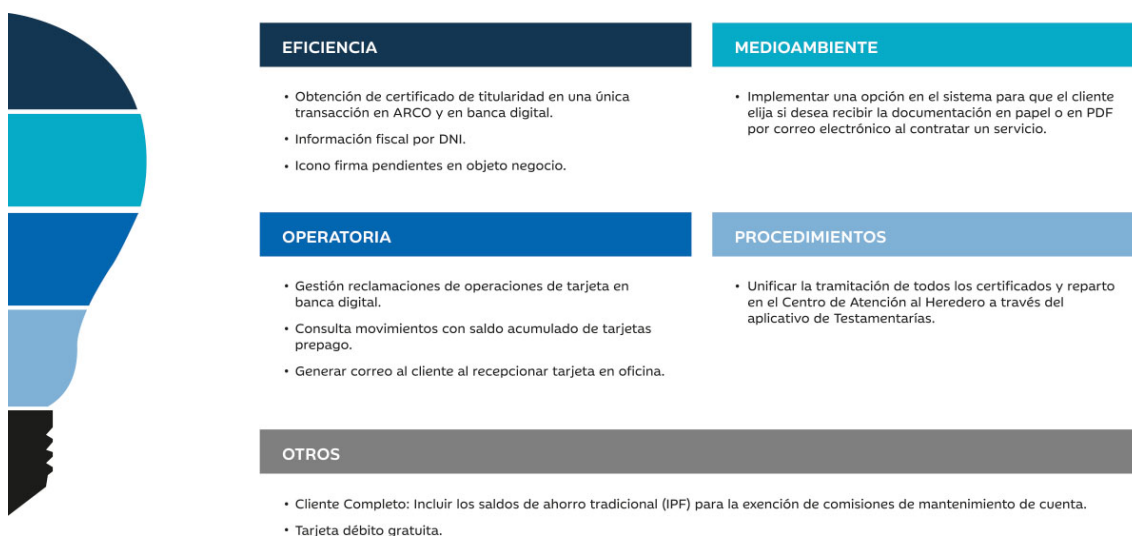 EFICIENCIA
• Obtención de certificado de titularidad en una única
transacción en ARCO y en banca digital.
• Información fiscal por DNI.
• Icono firma pendientes en objeto negocio.
MEDIOAMBIENTE
• Implementar una opción en el sistema para que el cliente
elija si desea recibir la documentación en papel o en PDF
por correo electrónico al contratar un servicio.
OPERATORIA
• Gestión reclamaciones de operaciones de tarjeta en
banca digital.
• Consulta movimientos con saldo acumulado de tarjetas
prepago.
• Generar correo al cliente al recepcionar tarjeta en oficina.
PROCEDIMIENTOS
• Unificar la tramitación de todos los certificados y reparto
en el Centro de Atención al Heredero a través del
aplicativo de Testamentarías.
OTROS
• Cliente Completo: Incluir los saldos de ahorro tradicional (IPF) para la exención de comisiones de mantenimiento de cuenta.
• Tarjeta débito gratuita.